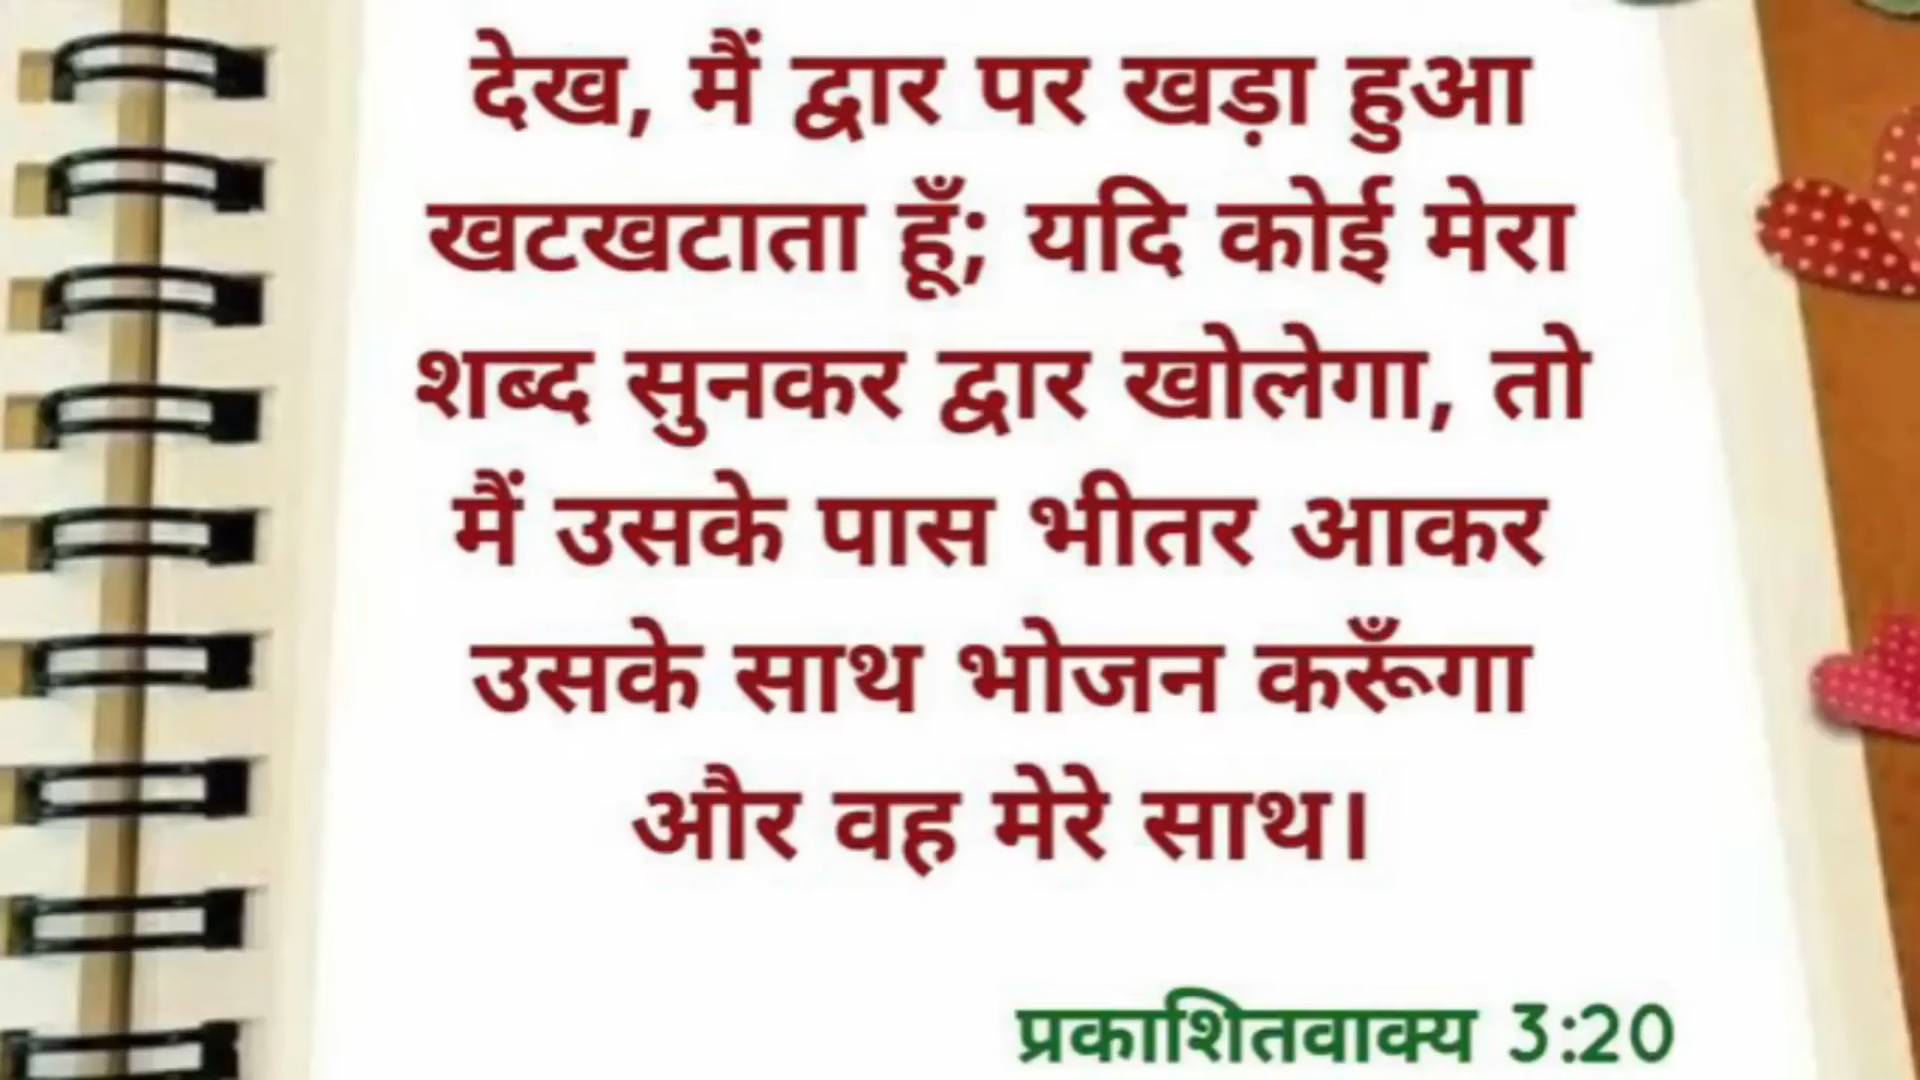 देख, मैं द्वार पर खड़ा हुआ
खटखटाता हूँ; यदि कोई मेरा
शब्द सुनकर द्वार खोलेगा, तो
मैं उसके पास भीतर आकर
उसके साथ भोजन करूँगा
और वह मेरे साथ।
प्रकाशितवाक्य 3:20